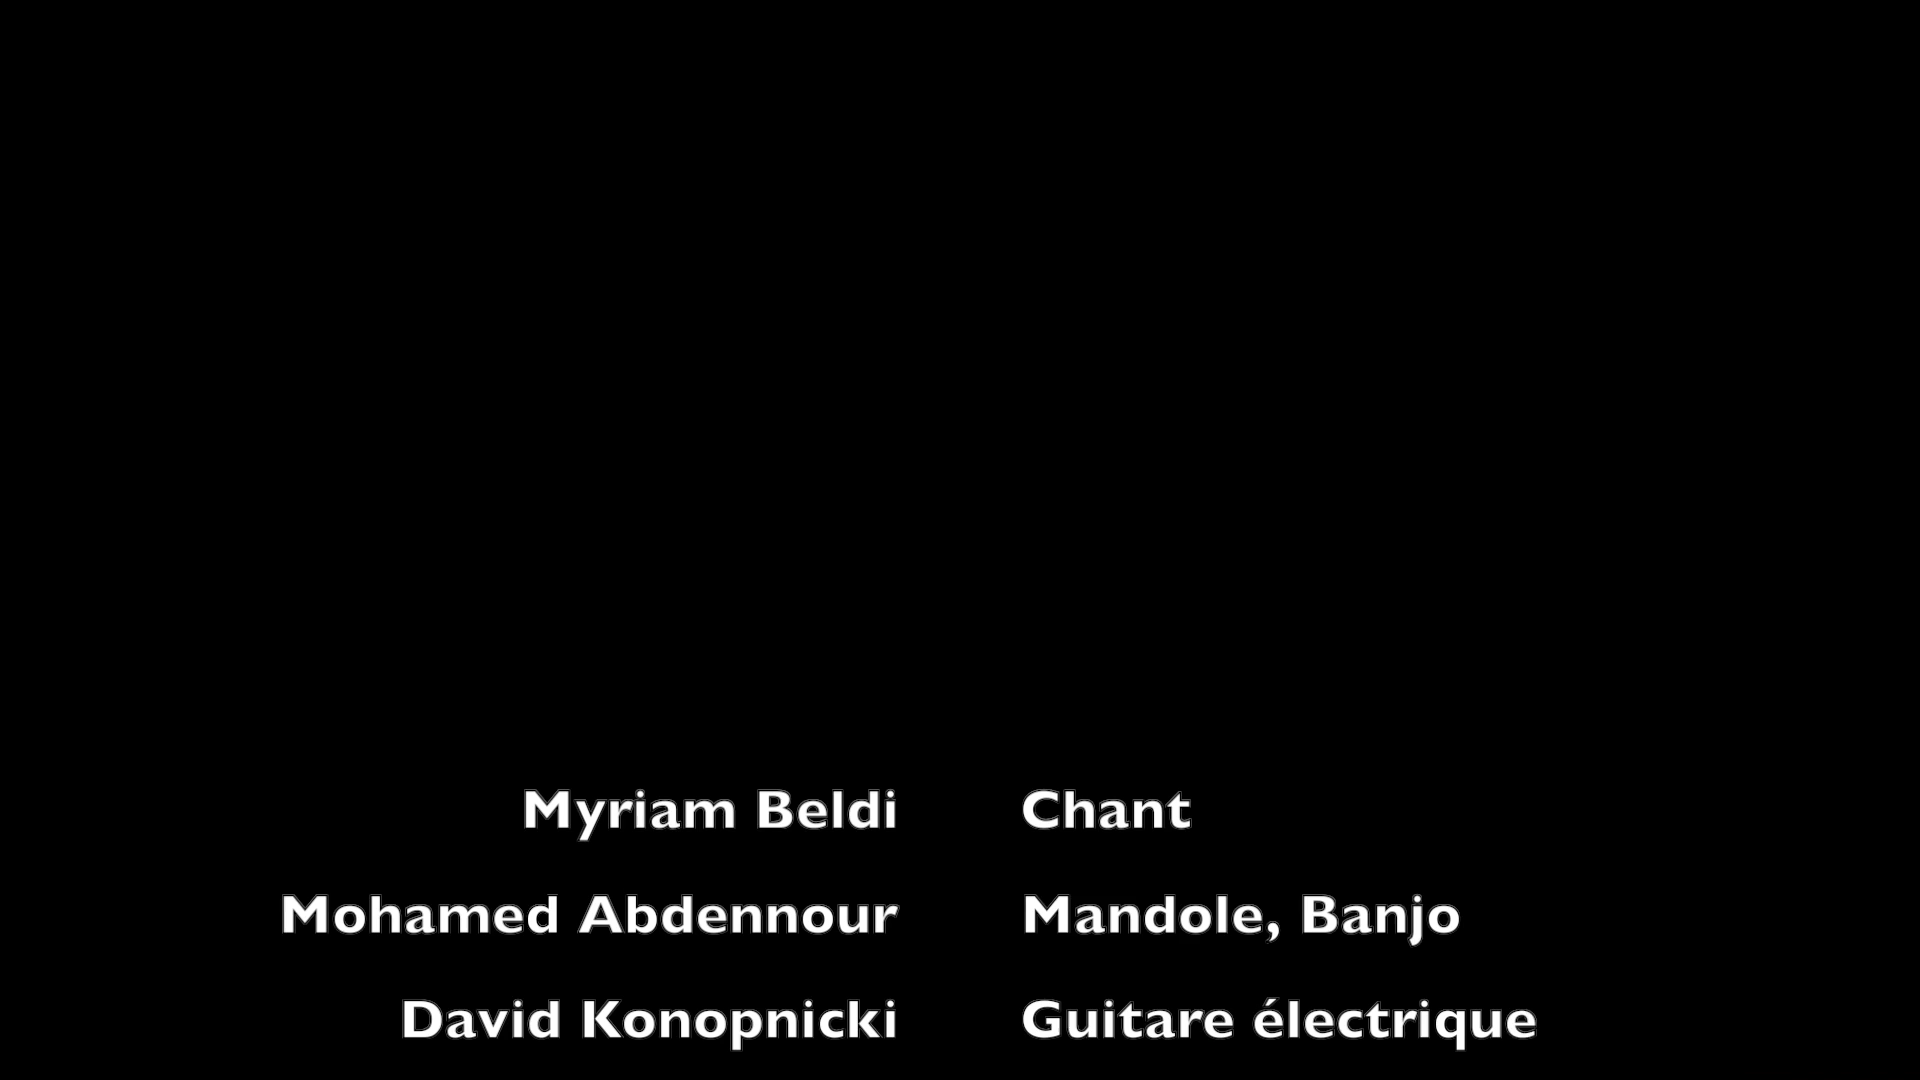 Myriam Beldi Chant
Mohamed Abdennour Mandole, Banjo
David Konopnicki Guitare électrique